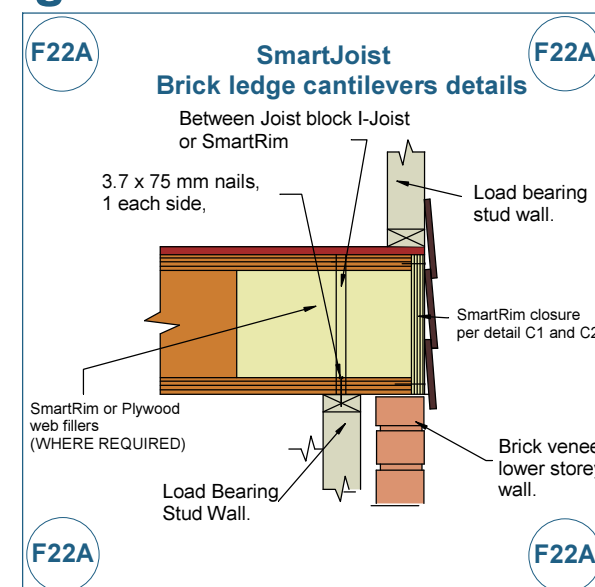 F22A
F22A
SmartJoist
Brick ledge cantilevers details
Between Joist block I-Joist
or SmartRim
3.7 x 75 mm nails,
1 each side,
Load bearing
stud wall.
SmartRim closure
per detail C1 and C2
SmartRim or Plywood
web fillers
(WHERE REQUIRED)
Brick venee
lower storey
wall.
Load Bearing
Stud Wall.
F22A
F22A